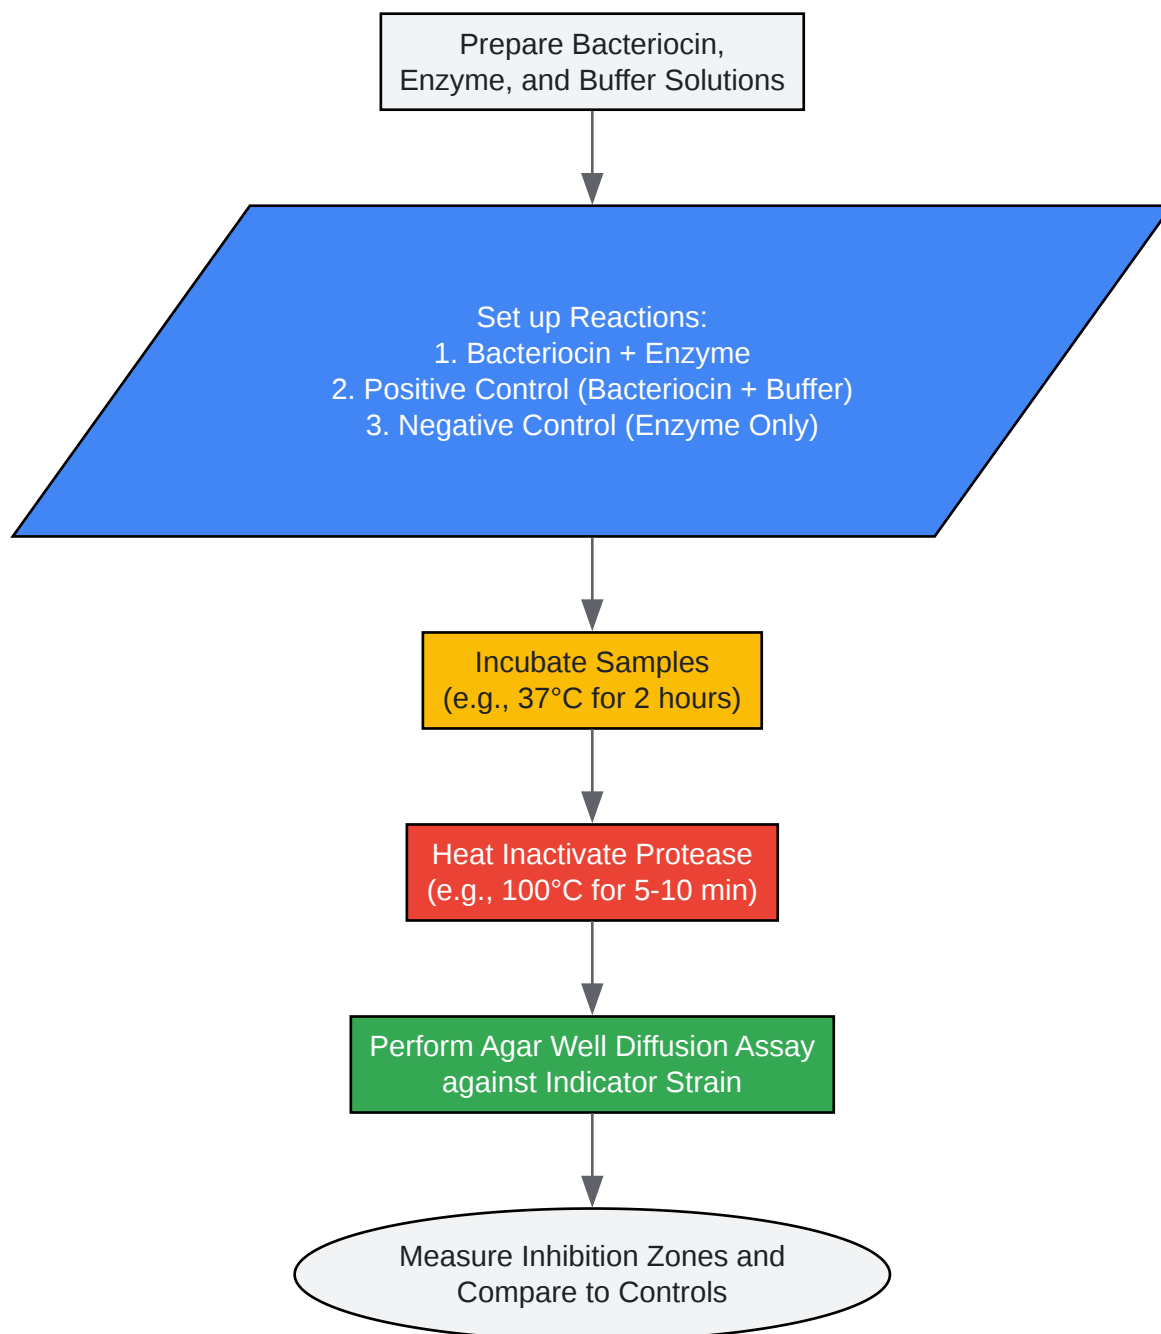 Prepare Bacteriocin,
Enzyme, and Buffer Solutions
Set up Reactions:
1. Bacteriocin + Enzyme
2. Positive Control (Bacteriocin + Buffer)
3. Negative Control (Enzyme Only)
Incubate Samples
(e.g., 37°C for 2 hours)
Heat Inactivate Protease
(e.g., 100°C for 5-10 min)
Perform Agar Well Diffusion Assay
against Indicator Strain
Measure Inhibition Zones and
Compare to Controls